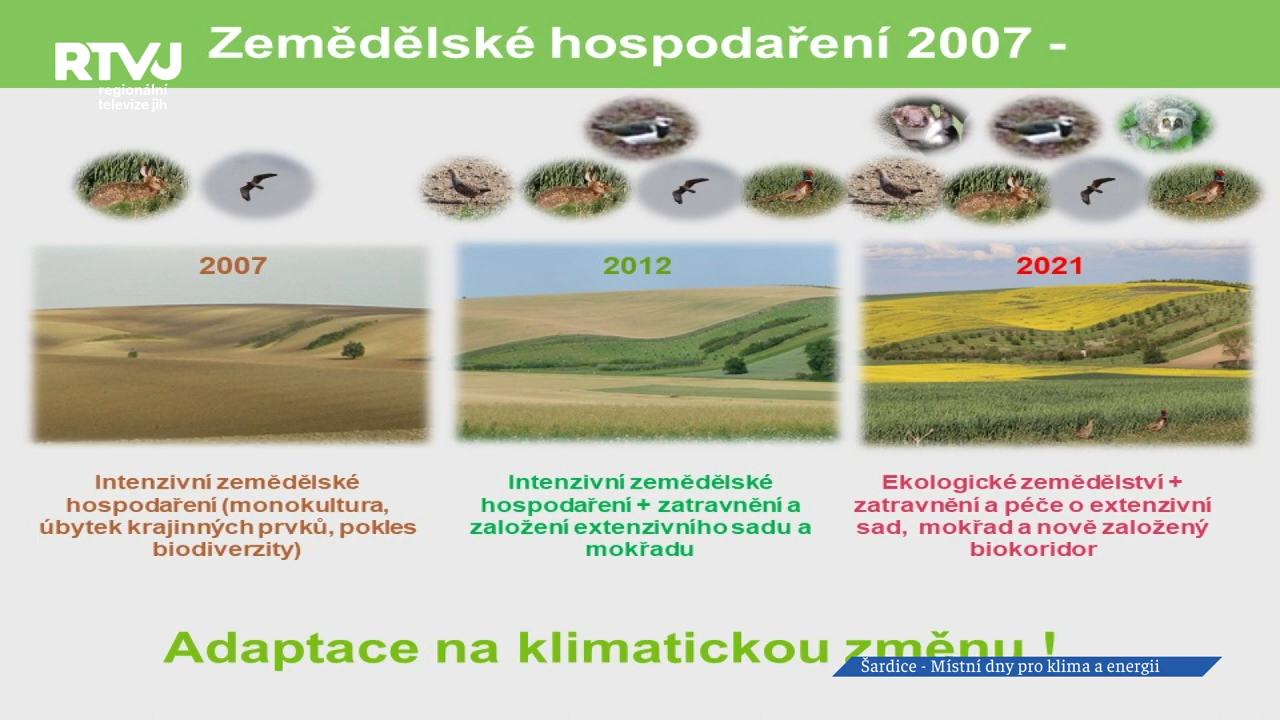 Zemědělské hospodaření 2007 -
RTVJ
regionální
televize jih
2007
2012
2021
Intenzivní zemědělské
hospodaření (monokultura,
úbytek krajinných prvků, pokles
biodiverzity)
Intenzivní zemědělské
hospodaření + zatravnění a
založení extenzivního sadu a
mokřadu
Ekologické zemědělství +
zatravnění a péče o extenzivní
sad, mokřad a nově založený
biokoridor
Adaptace na klimatickou změnu !
Šardice - Místní dny pro klima a energii